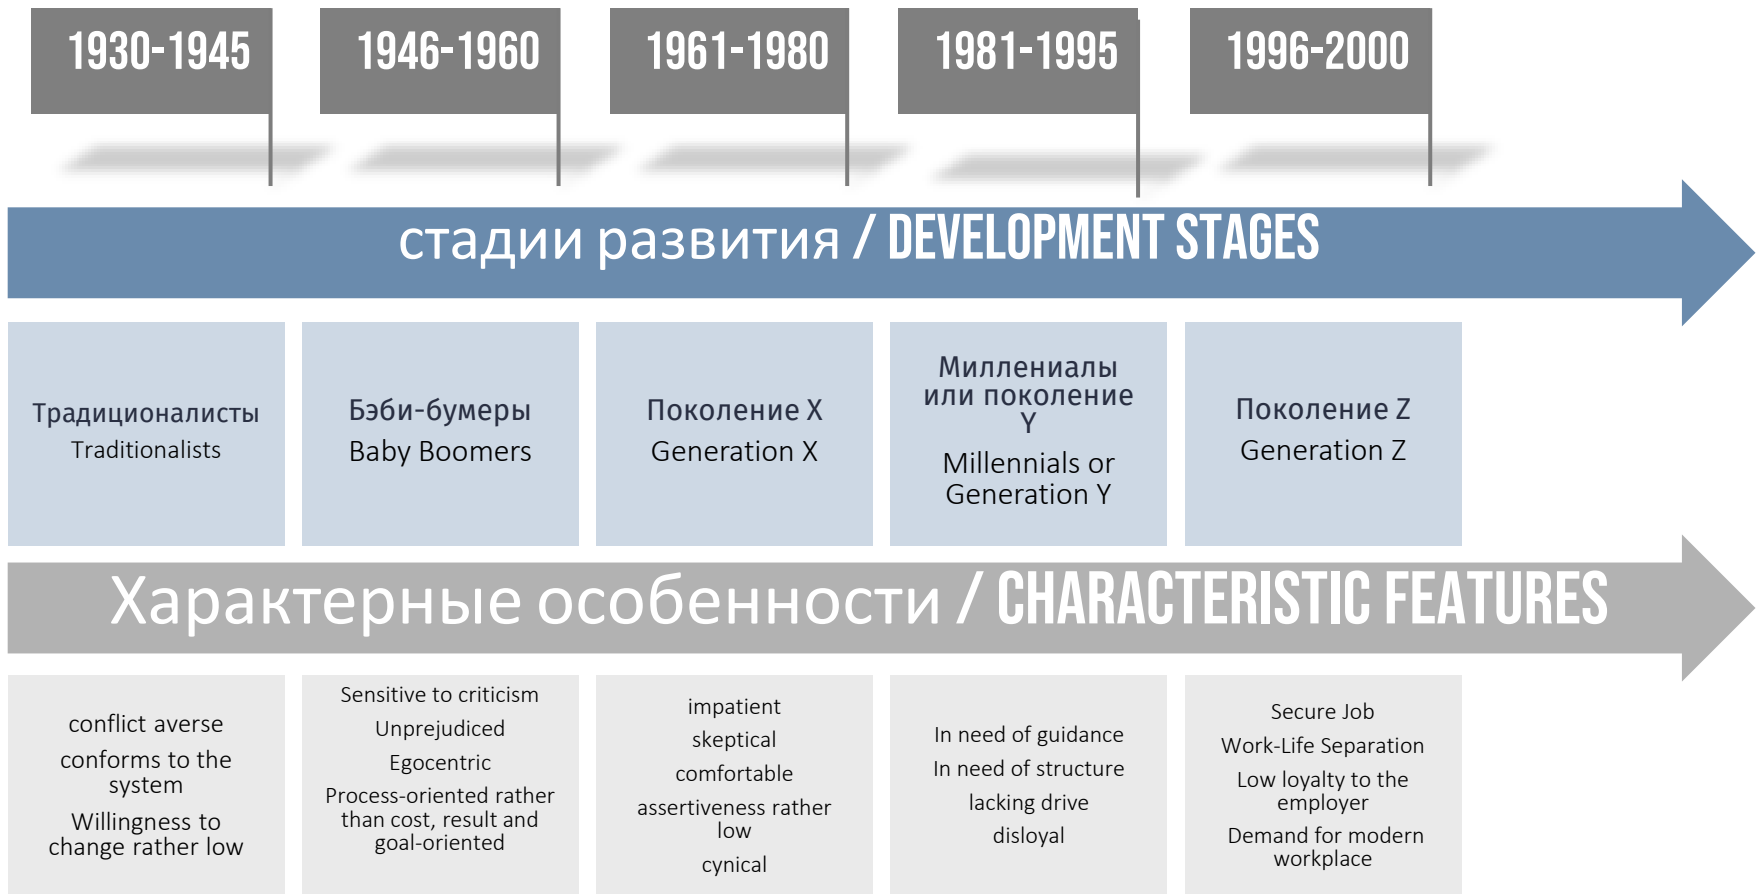 1930-1945
1946-1960
1961-1980
1981-1995
1996-2000
стадии развития / DEVELOPMENT STAGES
Традиционалисты
Traditionalists
Бэби-бумеры
Baby Boomers
Поколение X
Generation X
Миллениалы
или поколение
Y
Millennials or
Generation Y
Поколение Z
Generation Z
Характерные особенности / CHARACTERISTIC FEATURES
conflict averse
conforms to the
system
Willingness to
change rather low
Sensitive to criticism
Unprejudiced
Egocentric
Process-oriented rather
than cost, result and
goal-oriented
impatient
skeptical
comfortable
assertiveness rather
low
cynical
In need of guidance
In need of structure
lacking drive
disloyal
Secure Job
Work-Life Separation
Low loyalty to the
employer
Demand for modern
workplace